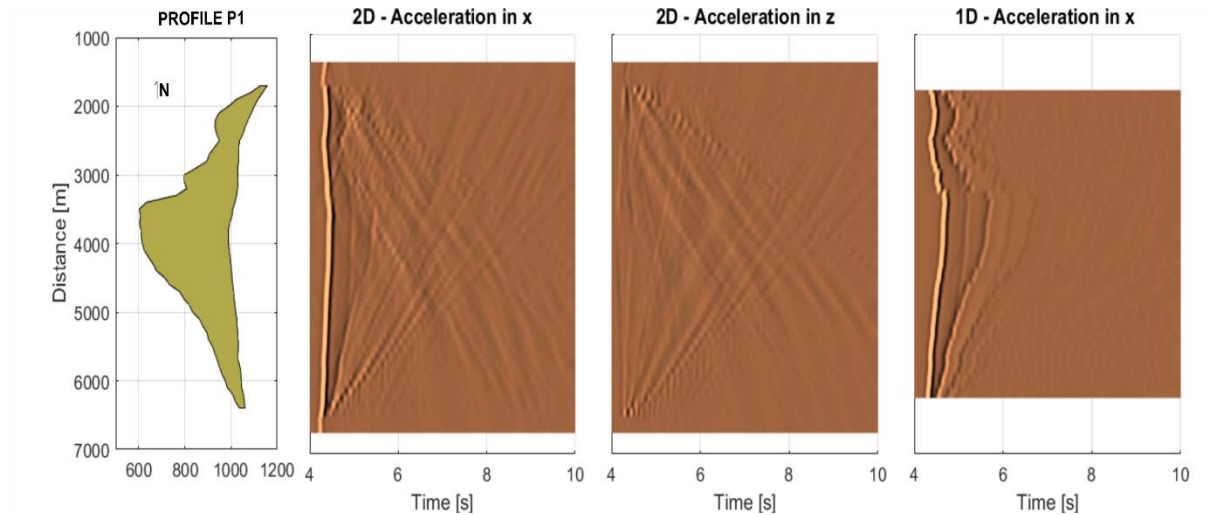 PROFILE P1
2D - Acceleration in x
2D - Acceleration in z
1D - Acceleration in x
1000
2000
3000
4000
5000
6000
7000
Distance [m]
N
600 800 1000 1200
4 6 8 10
4 6 8 10
4 6 8 10
Time [s]
Time [s]
Time [s]